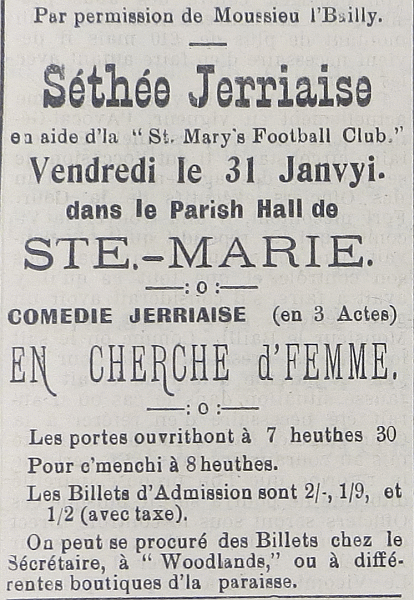 Par permission de Moussieu l'Bailly.
Séthée Jerriaise
en aide d'la "St. Mary's Football Club."
Vendredi le 31 Janvyi.
dans le Parish Hall de
STE.-MARIE.
—:o:—
COMEDIE JERRIAISE (en 3 Actes)
EN CHERCHE d'FEMME.
—:o:—
Les portes ouvrithont à 7 heuthes 30
Pour c'menchi à 8 heuthes.
Les Billets d'Admission sont 2/-, 1/9, et
1/2 (avec taxe).
On peut se procuré des Billets chez le
Sécrétaire, à "Woodlands," ou à diffé-
rentes boutiques d'la paraisse.